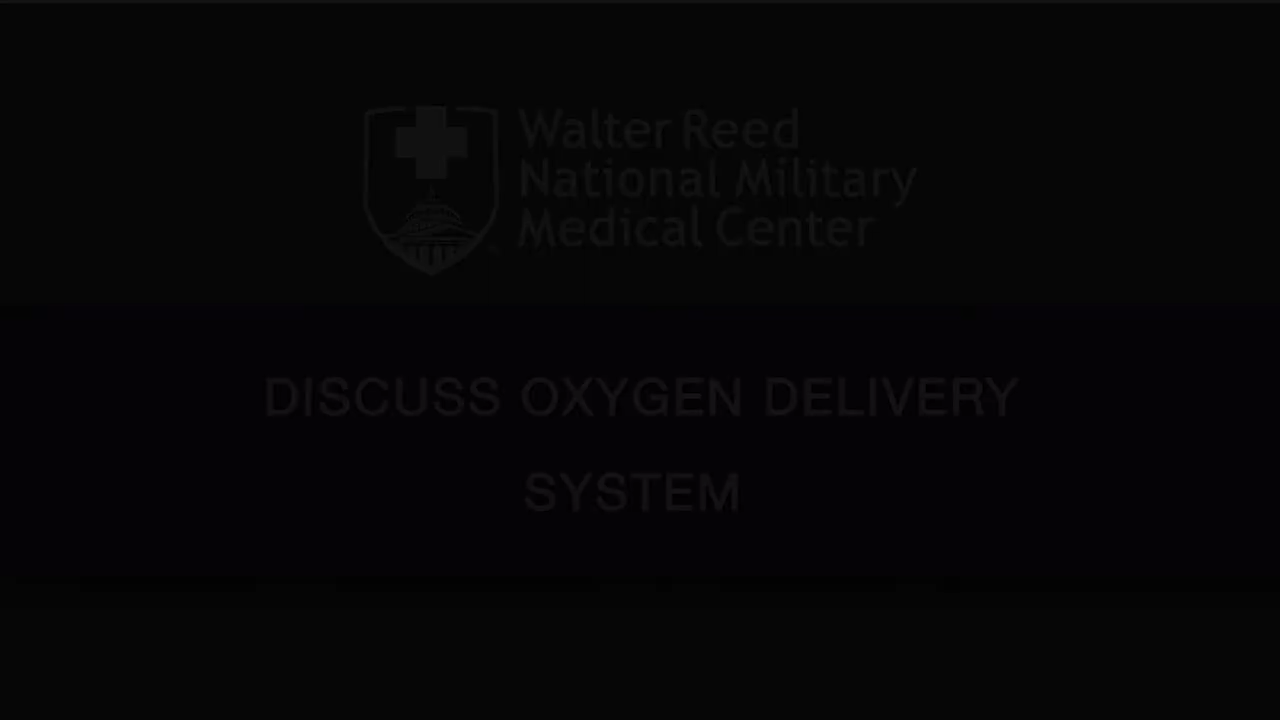 Walter Reed
National Military
Medical Center
DISCUSS OXYGEN DELIVERY
SYSTEM